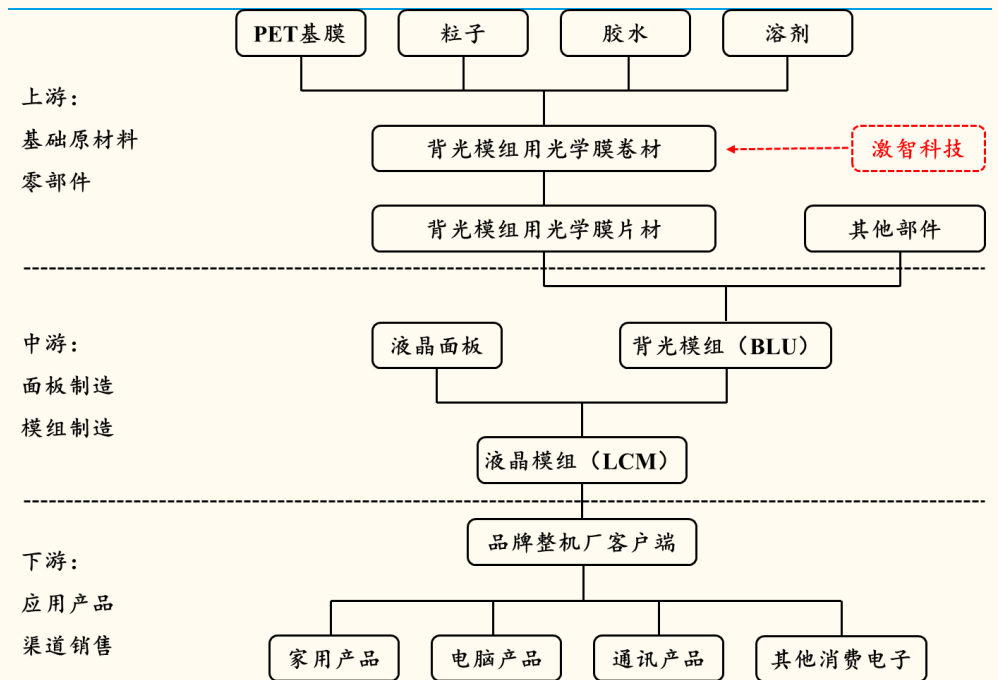 PET基膜
粒子
胶水
溶剂
上游：
基础原材料
零部件
背光模组用光学膜卷材
激智科技
背光模组用光学膜片材
其他部件
中游：
面板制造
模组制造
液晶面板
背光模组（BLU）
液晶模组（LCM）
下游：
应用产品
渠道销售
品牌整机厂客户端
家用产品
电脑产品
通讯产品
其他消费电子